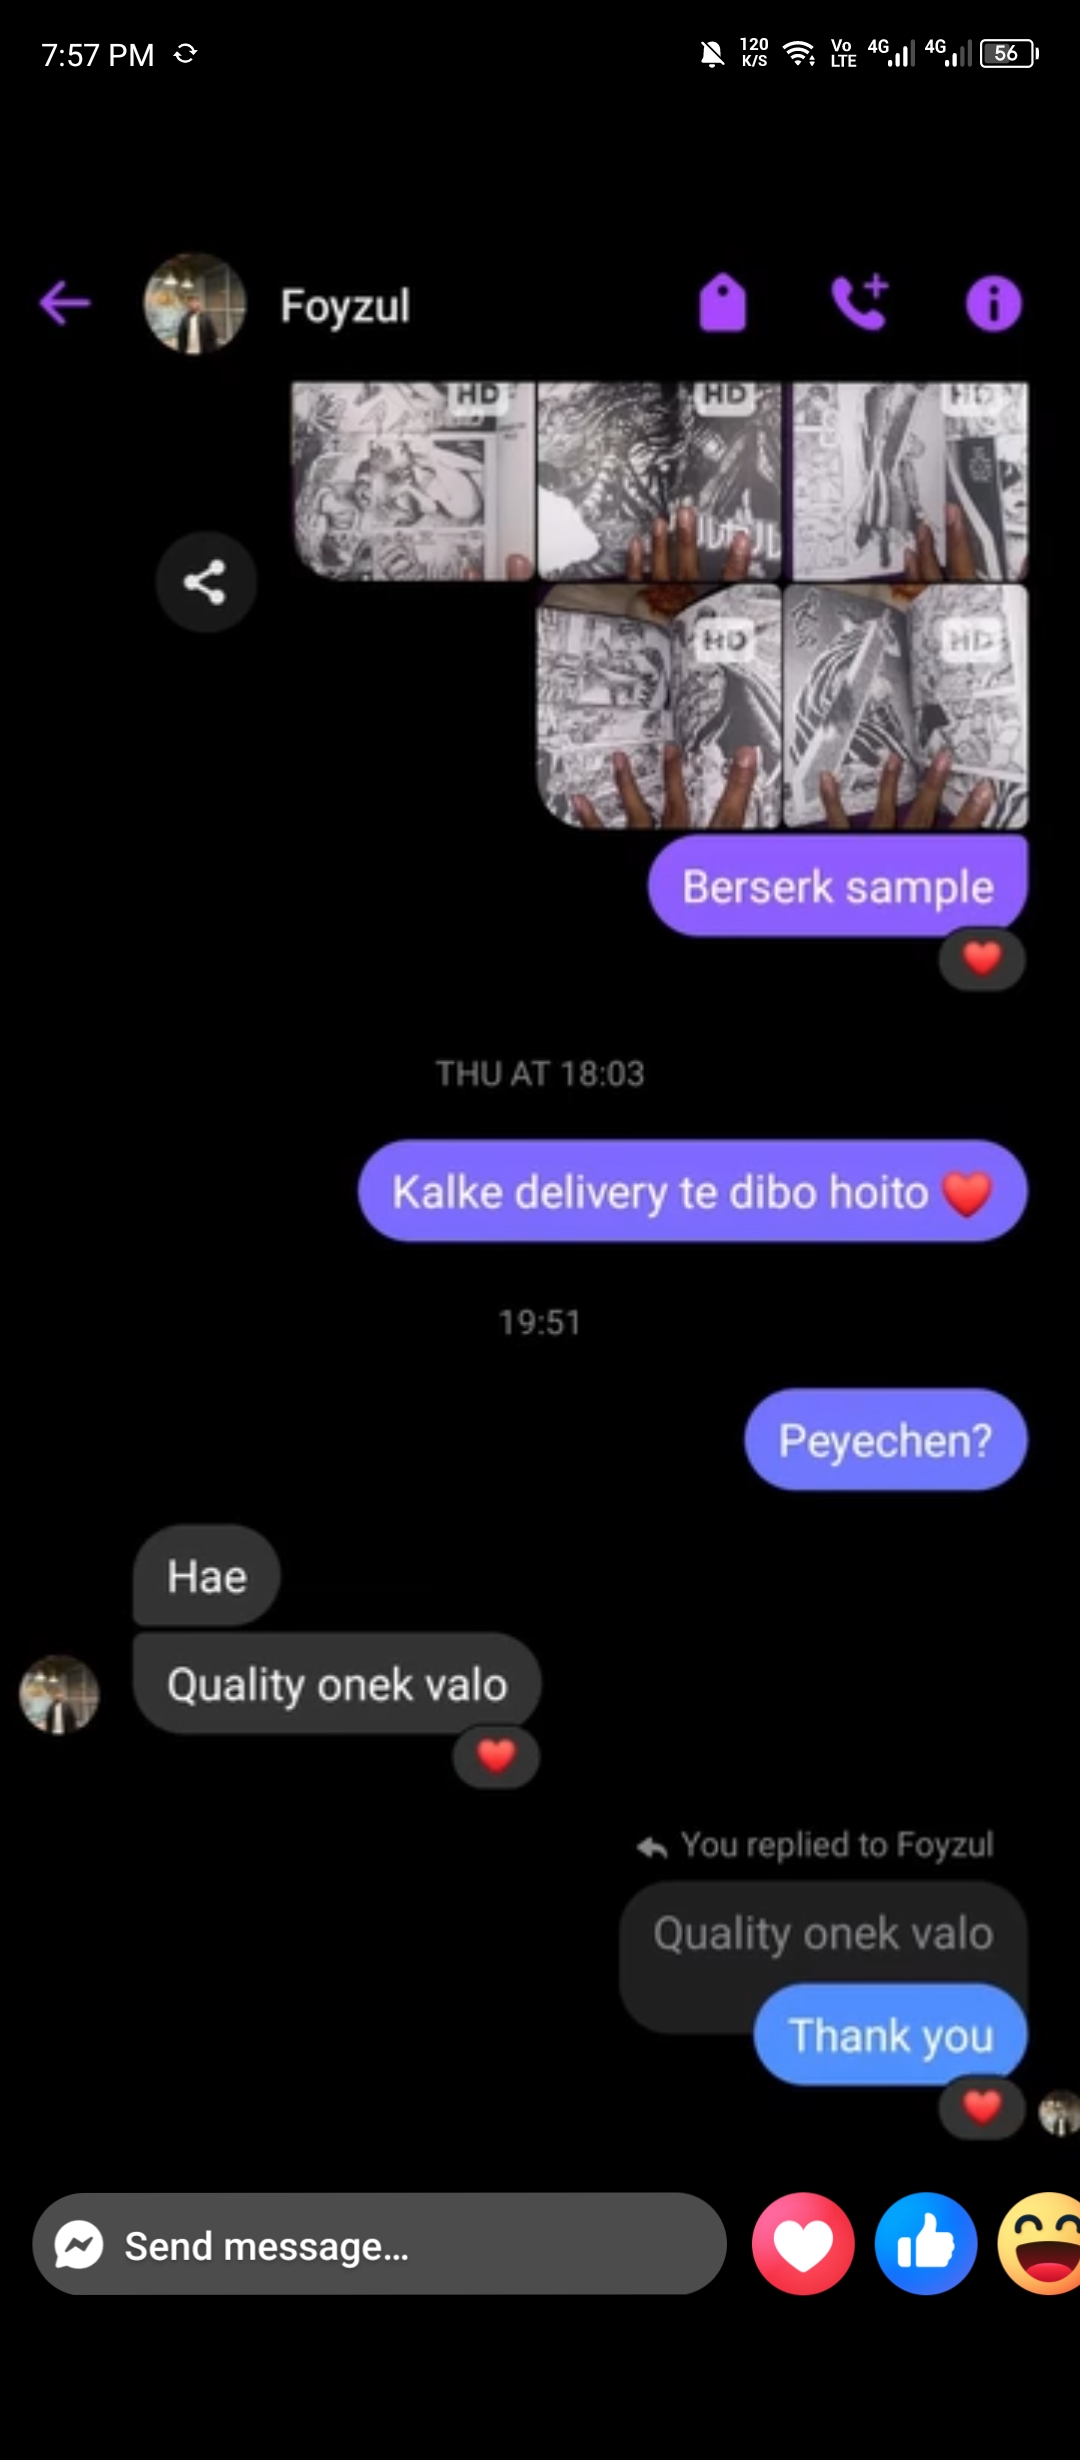 7:57 PM
120 K/S
Vo LTE
4G
4G
56
Foyzul
HD
HD
HD
HD
HD
Berserk sample
THU AT 18:03
Kalke delivery te dibo hoito ❤️
19:51
Peyechen?
Hae
Quality onek valo
You replied to Foyzul
Quality onek valo
Thank you
Send message...